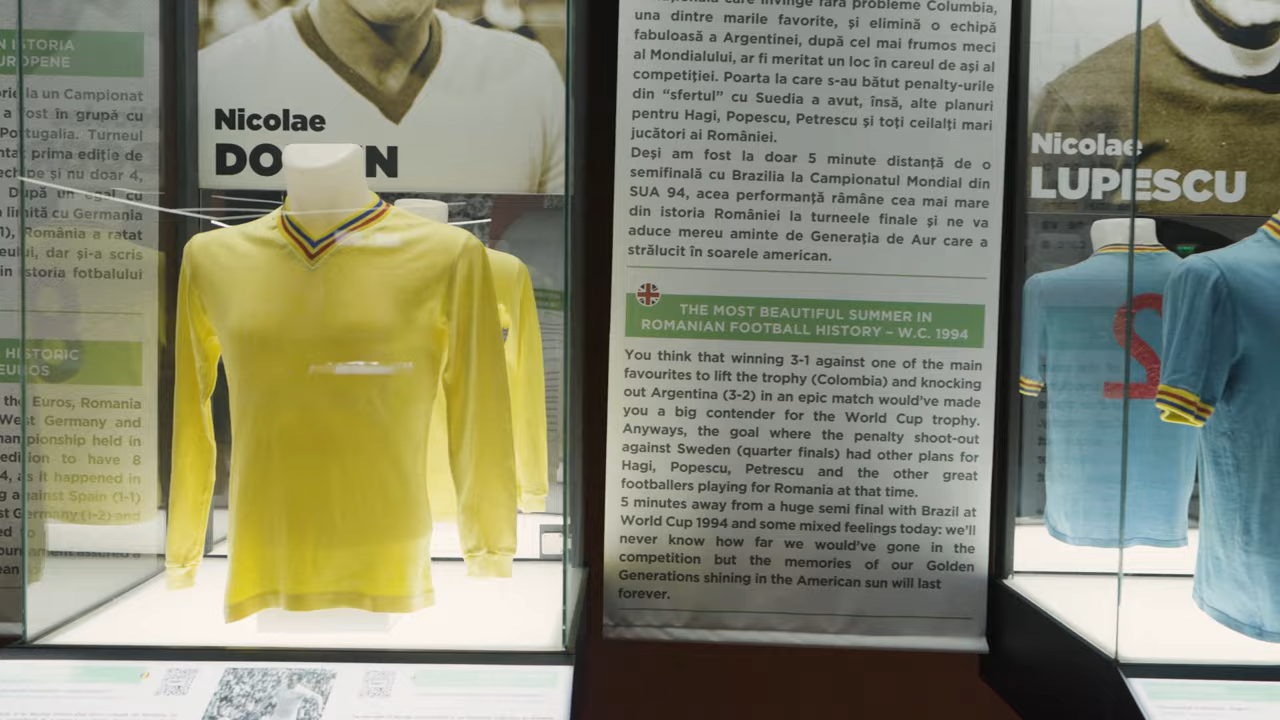 N ISTORIA
UROPENE
la un Campionat
a fost în grupă cu
Portugalia. Turneul
prima ediție de
echipe și nu doar 4,
După un egal cu
limită cu Germania
1), România a ratat
dar și-a scris
in istoria fotbalului
HISTORIC
EUROS
the Euros, Romania
West Germany and
championship held in
edition to have 8
4, as it happened in
against Spain (1-1)
Germany (1-2) and
Nicolae
DO N
care învinge fără probleme Columbia,
una dintre marile favorite, și elimină o echipă
fabuloasă a Argentinei, după cel mai frumos meci
al Mondialului, ar fi meritat un loc în careul de ași al
competiției. Poarta la care s-au bătut penalty-urile
din “sfertul” cu Suedia a avut, însă, alte planuri
pentru Hagi, Popescu, Petrescu și toți ceilalți mari
jucători ai României.
Deși am fost la doar 5 minute distanță de o
semifinală cu Brazilia la Campionatul Mondial din
SUA 94, acea performanță râmâne cea mai mare
din istoria României la turneele finale și ne va
aduce mereu aminte de Generația de Aur care a
strălucit în soarele american.
THE MOST BEAUTIFUL SUMMER IN
ROMANIAN FOOTBALL HISTORY – W.C. 1994
You think that winning 3-1 against one of the main
favourites to lift the trophy (Colombia) and knocking
out Argentina (3-2) in an epic match would’ve made
you a big contender for the World Cup trophy.
Anyways, the goal where the penalty shoot-out
against Sweden (quarter finals) had other plans for
Hagi, Popescu, Petrescu and the other great
footballers playing for Romania at that time.
5 minutes away from a huge semi final with Brazil at
World Cup 1994 and some mixed feelings today: we’ll
never know how far we would’ve gone in the
competition but the memories of our Golden
Generations shining in the American sun will last
forever.
Nicolae
LUPESCU
2